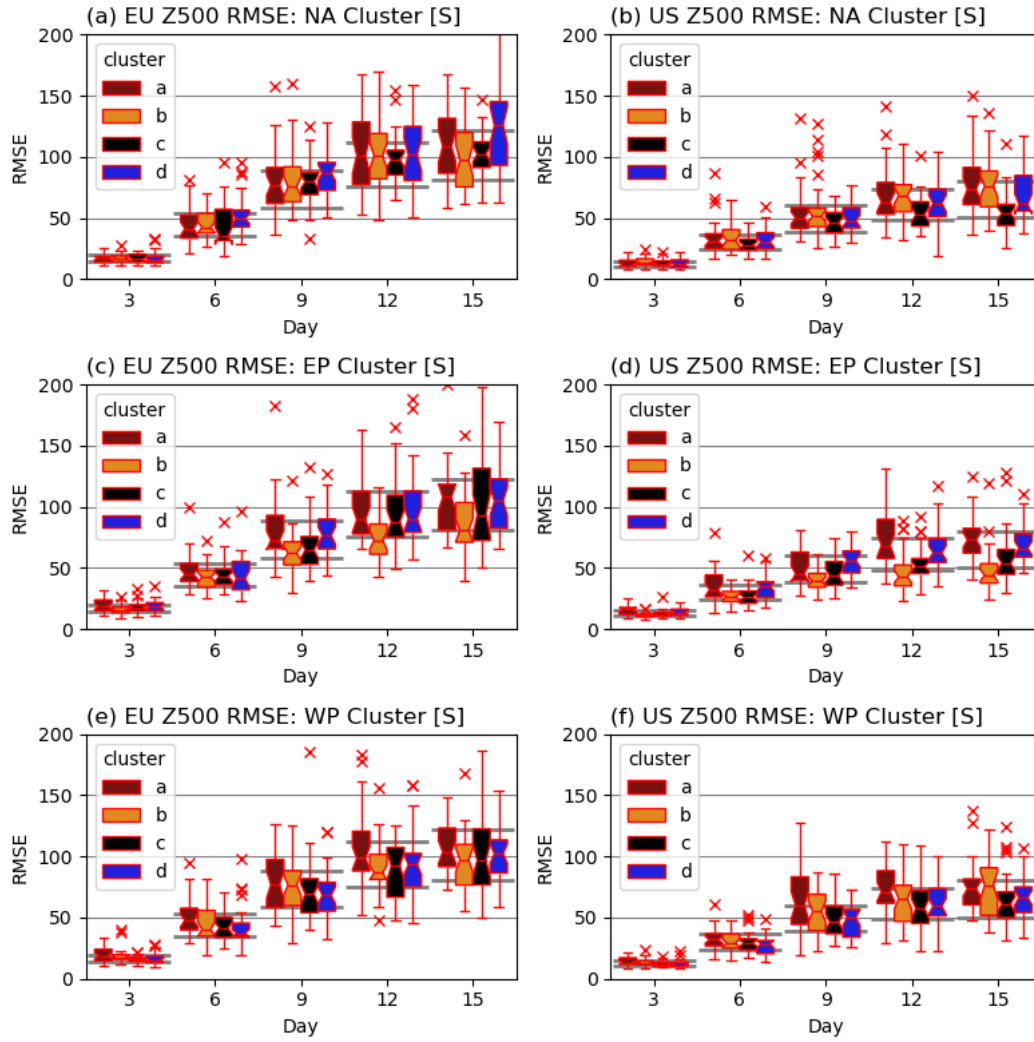 (a) EU Z500 RMSE: NA Cluster [S]
200
150
100
50
0
RMSE
cluster
a
b
c
d
3 6 9 12 15
Day
(b) US Z500 RMSE: NA Cluster [S]
200
150
100
50
0
RMSE
cluster
a
b
c
d
3 6 9 12 15
Day
(c) EU Z500 RMSE: EP Cluster [S]
200
150
100
50
0
RMSE
cluster
a
b
c
d
3 6 9 12 15
Day
(d) US Z500 RMSE: EP Cluster [S]
200
150
100
50
0
RMSE
cluster
a
b
c
d
3 6 9 12 15
Day
(e) EU Z500 RMSE: WP Cluster [S]
200
150
100
50
0
RMSE
cluster
a
b
c
d
3 6 9 12 15
Day
(f) US Z500 RMSE: WP Cluster [S]
200
150
100
50
0
RMSE
cluster
a
b
c
d
3 6 9 12 15
Day